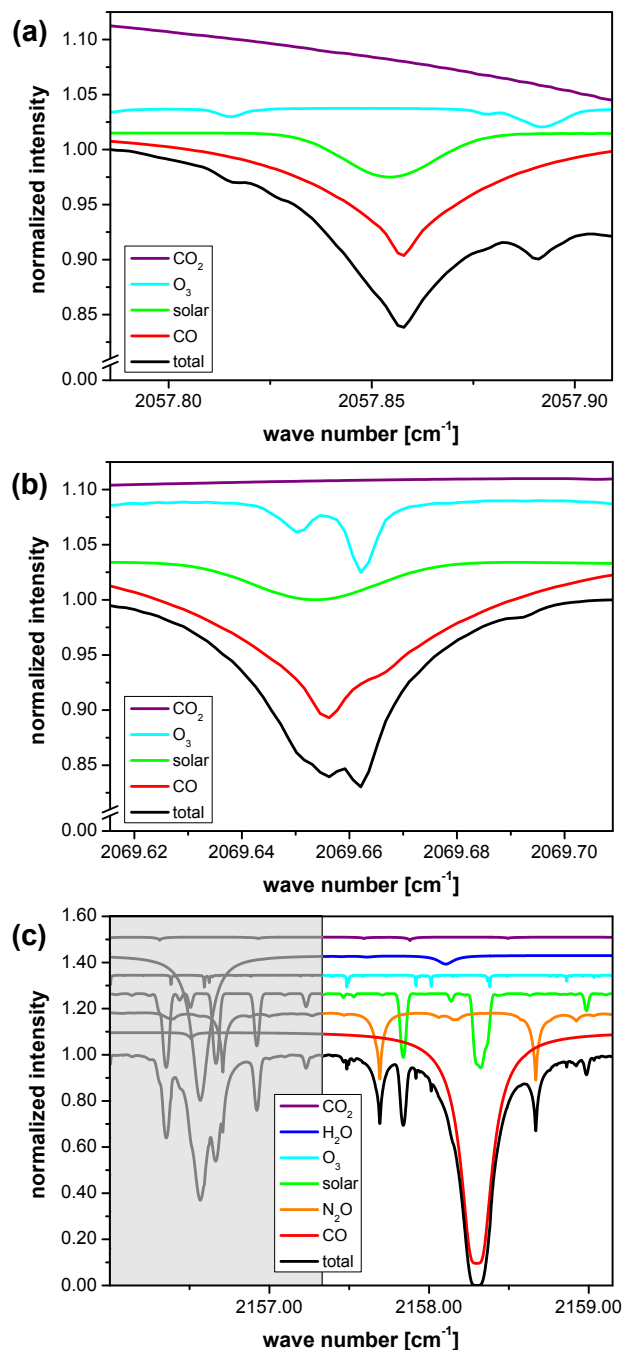 (a)
1.10
1.05
1.00
0.95
0.90
0.85
0.00
normalized intensity
CO₂
O₃
solar
CO
total
2057.80
2057.85
2057.90
wave number [cm⁻¹]
(b)
1.10
1.05
1.00
0.95
0.90
0.85
0.00
normalized intensity
CO₂
O₃
solar
CO
total
2069.62
2069.64
2069.66
2069.68
2069.70
wave number [cm⁻¹]
(c)
1.60
1.40
1.20
1.00
0.80
0.60
0.40
0.20
0.00
normalized intensity
CO₂
H₂O
O₃
solar
N₂O
CO
total
2157.00
2158.00
2159.00
wave number [cm⁻¹]